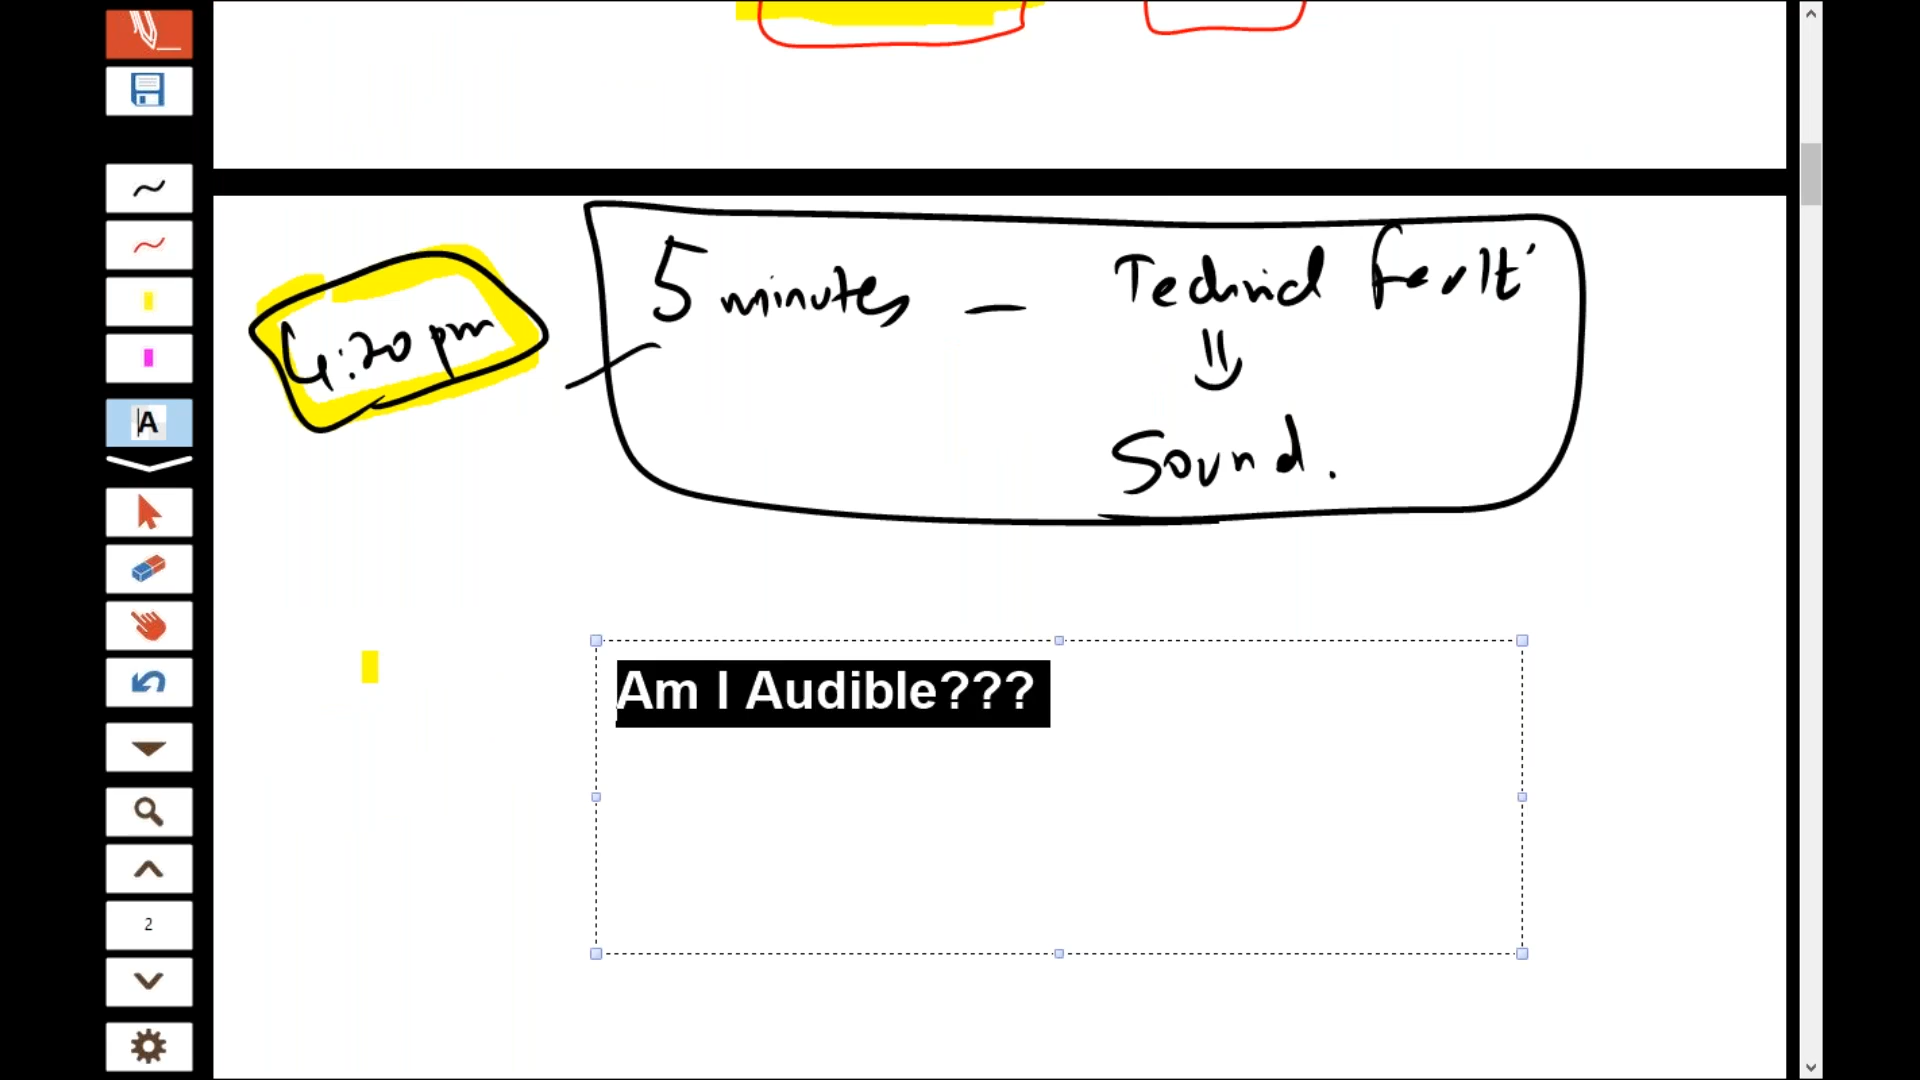 5 minutes - Technical fault
4:20 pm
Sound.
Am I Audible???
A
2